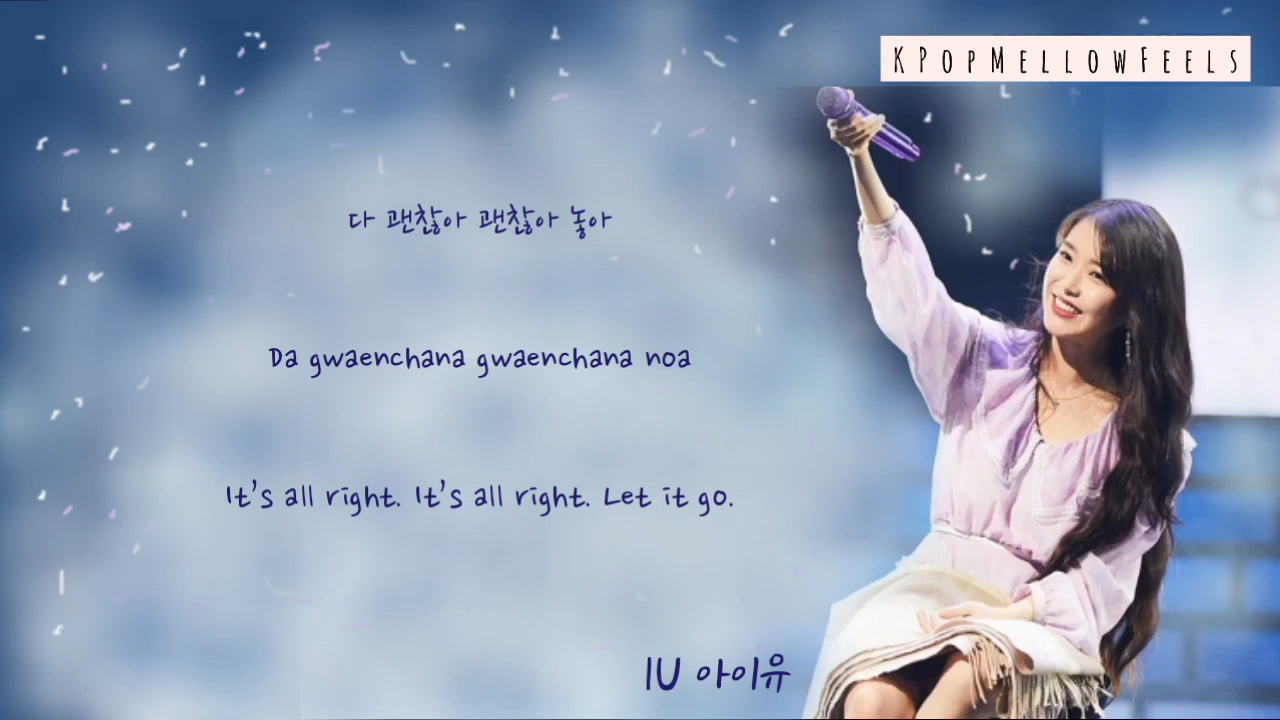 KPopMellowFeels
다 괜찮아 괜찮아 놓아
Da gwaenchana gwaenchana noa
It's all right. It's all right. Let it go.
IU 아이유